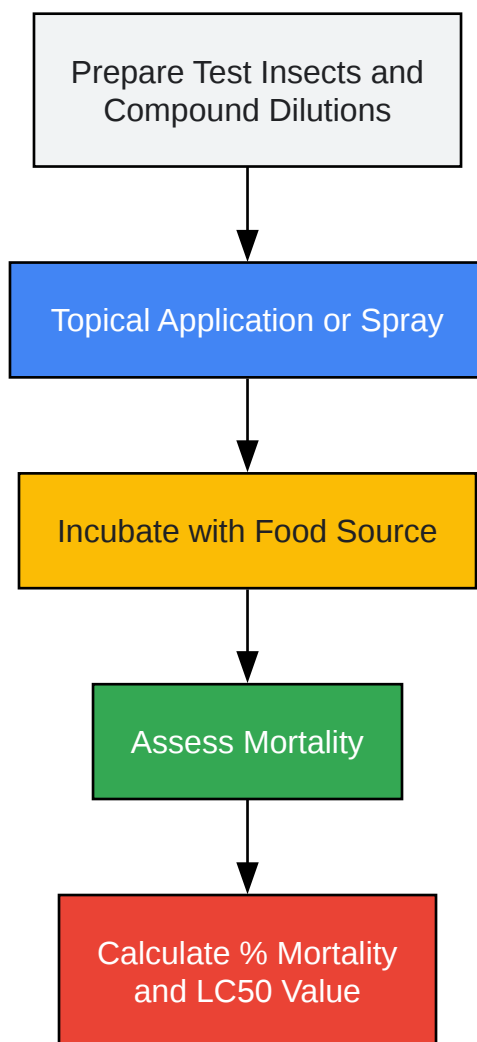 Prepare Test Insects and
Compound Dilutions
Topical Application or Spray
Incubate with Food Source
Assess Mortality
Calculate % Mortality
and LC50 Value